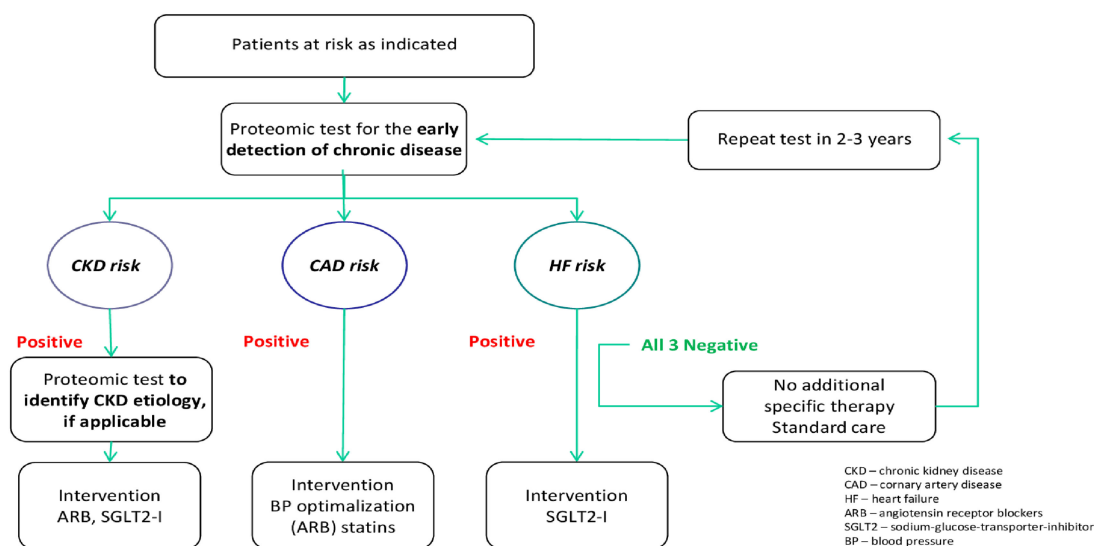 Patients at risk as indicated
Proteomic test for the early
detection of chronic disease
Repeat test in 2-3 years
CKD risk
CAD risk
HF risk
Positive
Positive
Positive
All 3 Negative
Proteomic test to
identify CKD etiology,
if applicable
No additional
specific therapy
Standard care
Intervention
ARB, SGLT2-I
Intervention
BP optimalization
(ARB) statins
Intervention
SGLT2-I
CKD – chronic kidney disease
CAD – cornary artery disease
HF – heart failure
ARB – angiotensin receptor blockers
SGLT2 – sodium-glucose-transporter-inhibitor
BP – blood pressure